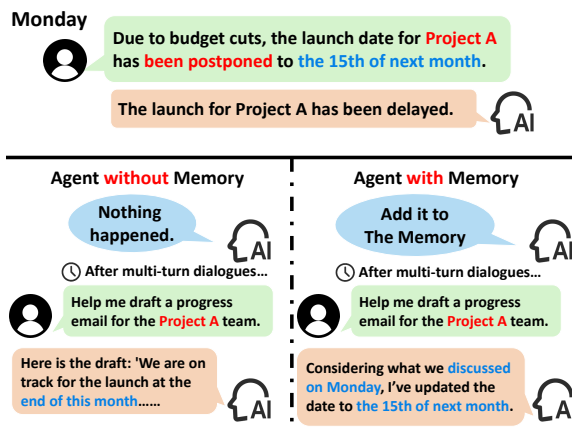 Monday
Due to budget cuts, the launch date for Project A
has been postponed to the 15th of next month.
The launch for Project A has been delayed.
AI
Agent without Memory
Nothing
happened.
AI
After multi-turn dialogues...
Help me draft a progress
email for the Project A team.
Here is the draft: 'We are on
track for the launch at the
end of this month......
AI
Agent with Memory
Add it to
The Memory
AI
After multi-turn dialogues...
Help me draft a progress
email for the Project A team.
Considering what we discussed
on Monday, I've updated the
date to the 15th of next month.
AI